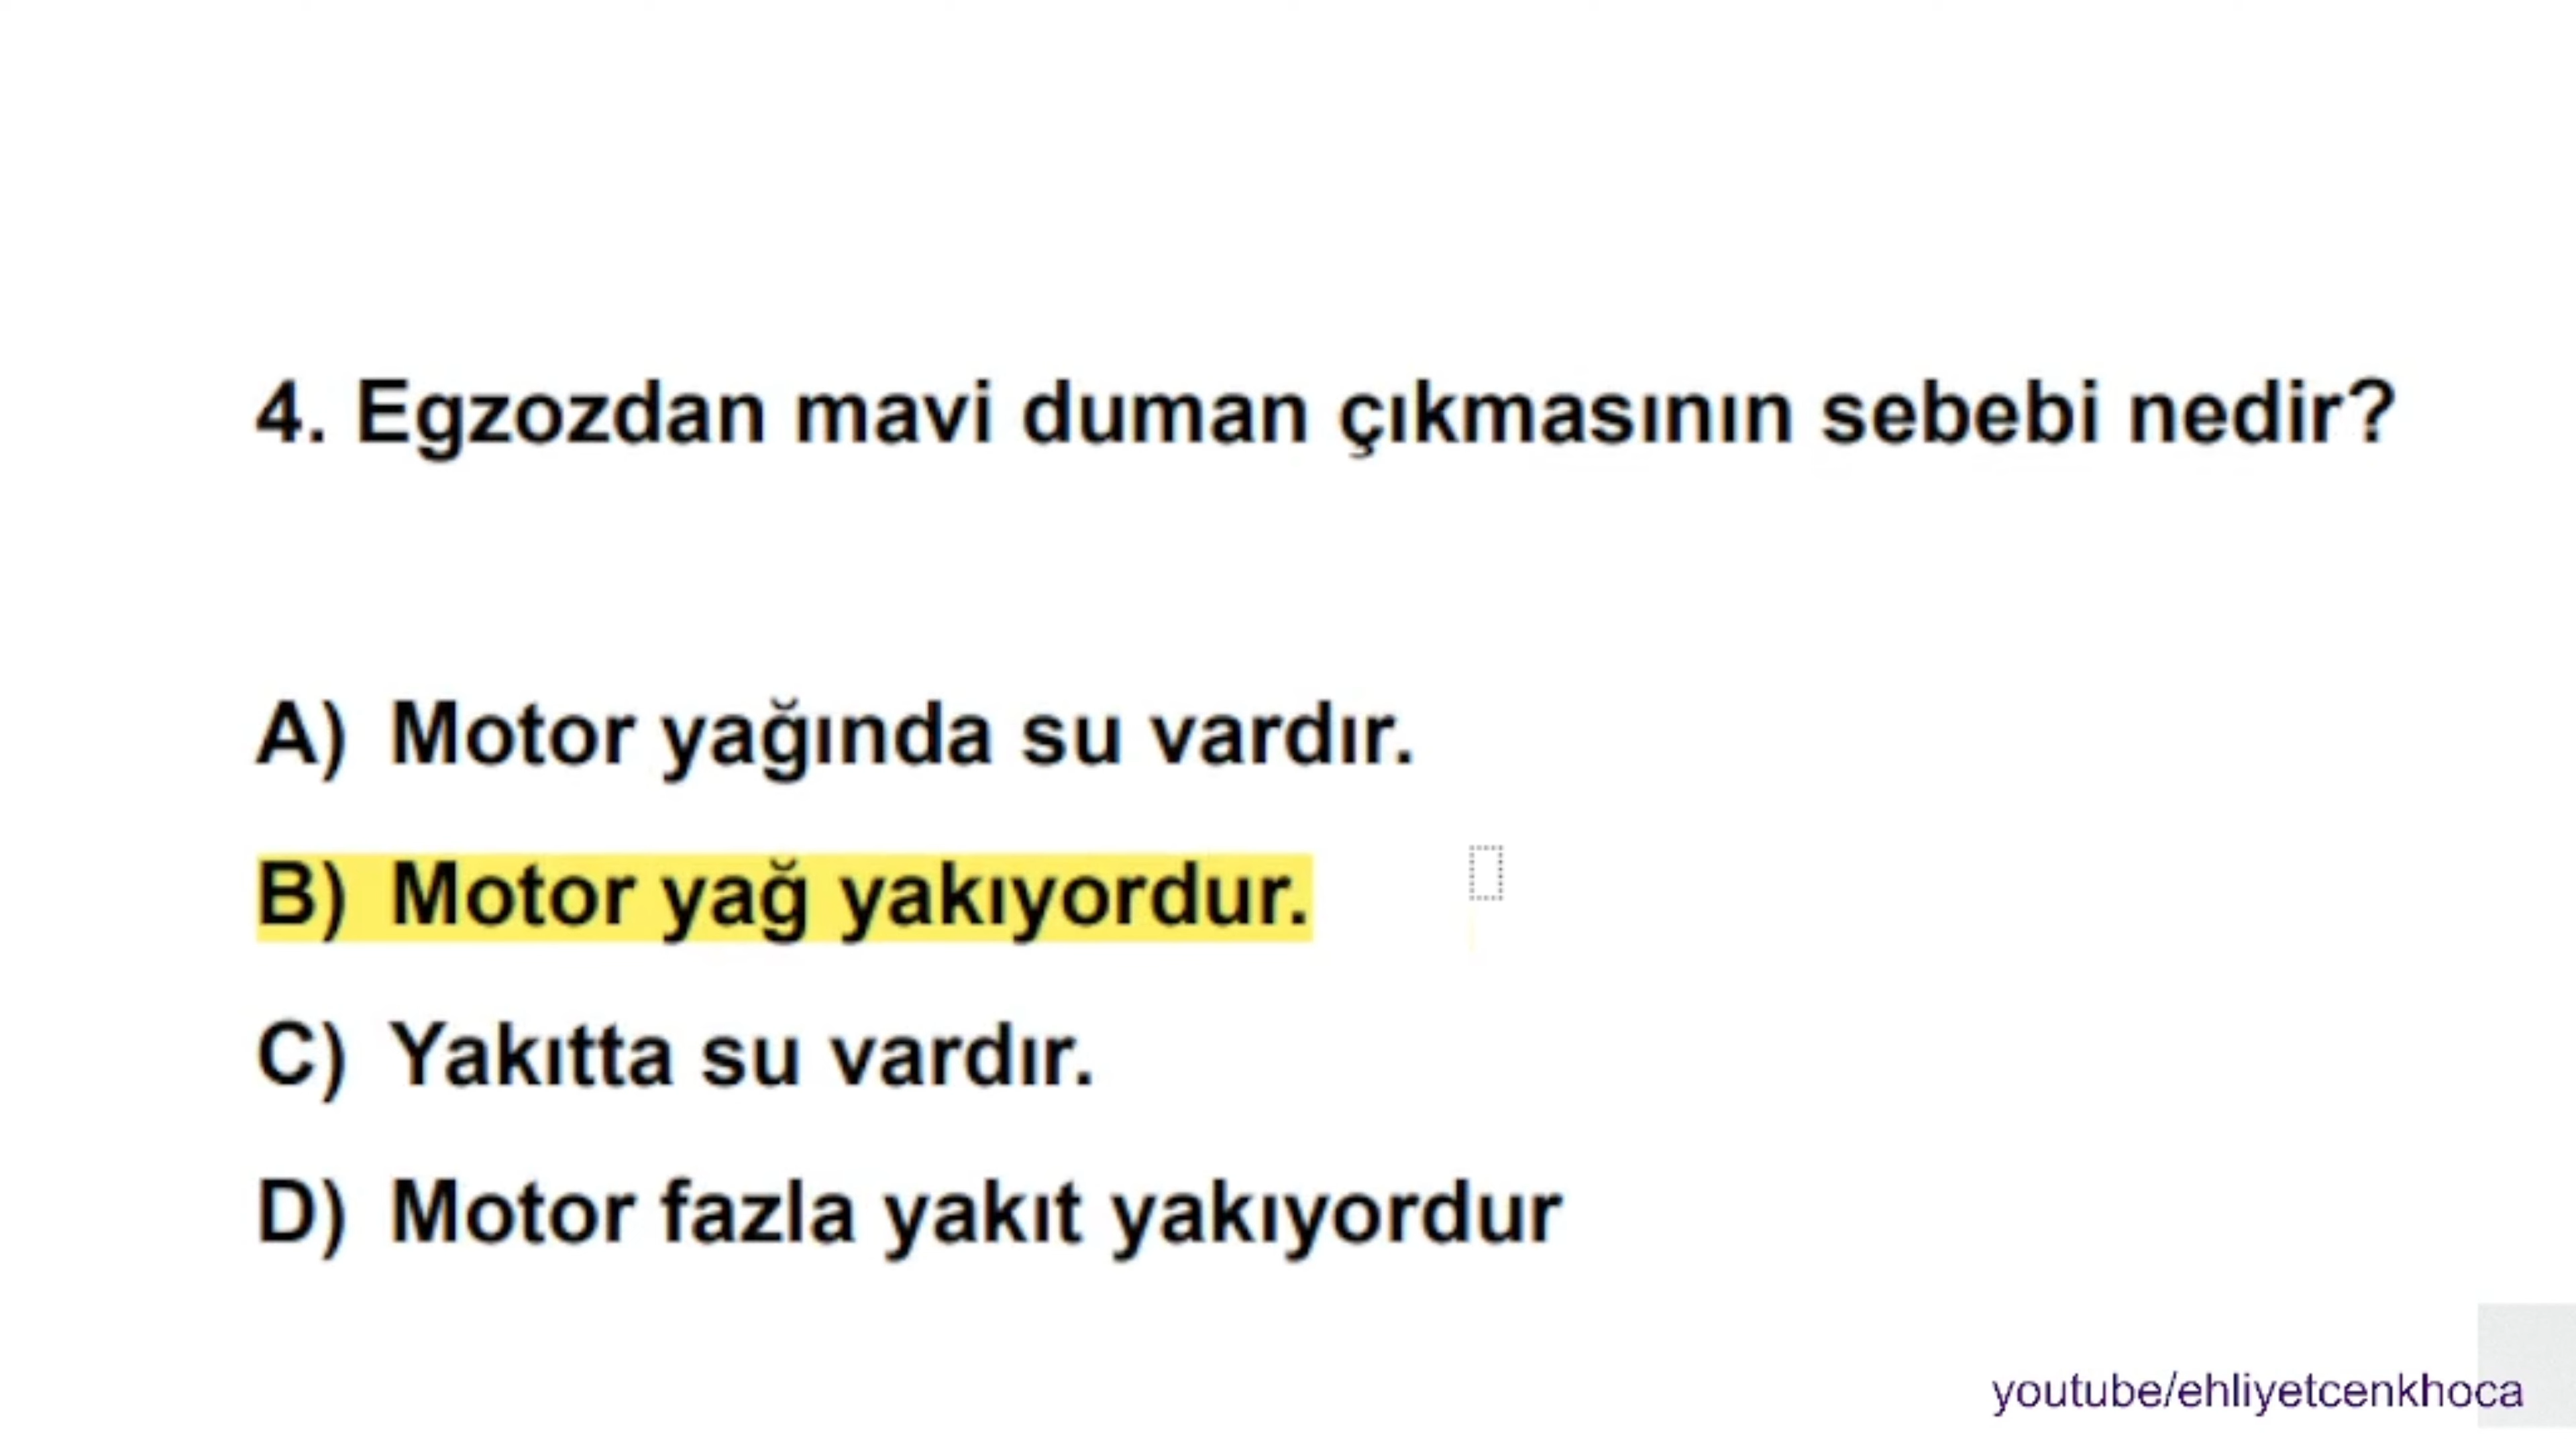 4. Egzozdan mavi duman çıkmasının sebebi nedir?
A) Motor yağında su vardır.
B) Motor yağ yakıyordur.
C) Yakıtta su vardır.
D) Motor fazla yakıt yakıyordur
youtube/ehliyetcenkhoca